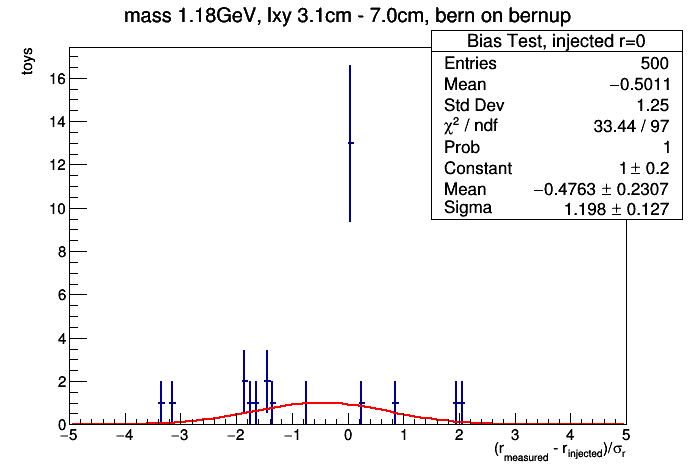 mass 1.18GeV, lxy 3.1cm - 7.0cm, bern on bernup
Bias Test, injected r=0
Entries 500
Mean −0.5011
Std Dev 1.25
χ² / ndf 33.44 / 97
Prob 1
Constant 1 ± 0.2
Mean −0.4763 ± 0.2307
Sigma 1.198 ± 0.127
toys
16
14
12
10
8
6
4
2
0
−5 −4 −3 −2 −1 0 1 2 3 4 5
(r_measured - r_injected)/σ_r